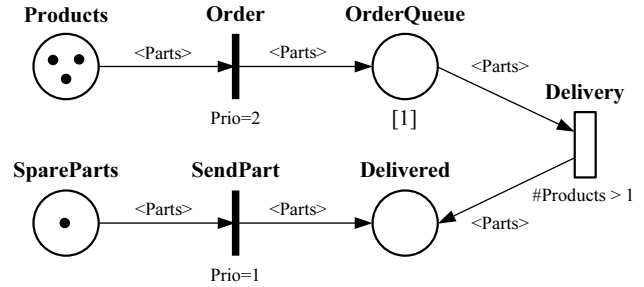 Products
Order
OrderQueue
<Parts>
<Parts>
<Parts>
Delivery
Prio=2
[1]
SpareParts
SendPart
Delivered
#Products > 1
<Parts>
<Parts>
<Parts>
Prio=1